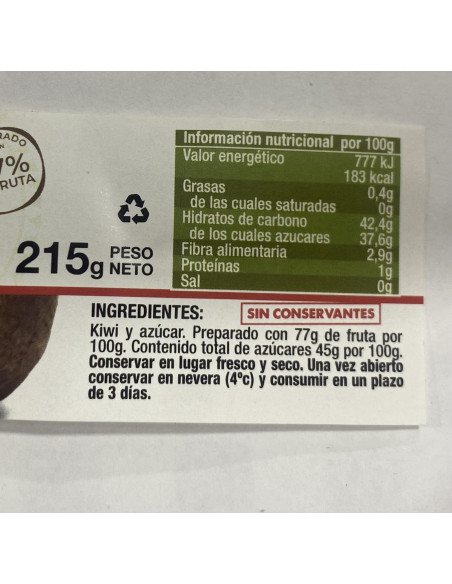 RADO
N
7%
RUTA
215g PESO NETO
Información nutricional por 100g
Valor energético 777 kJ
183 kcal
Grasas 0,4g
de las cuales saturadas 0g
Hidratos de carbono 42,4g
de los cuales azucares 37,6g
Fibra alimentaria 2,9g
Proteínas 1g
Sal 0g
INGREDIENTES: SIN CONSERVANTES
Kiwi y azúcar. Preparado con 77g de fruta por
100g. Contenido total de azúcares 45g por 100g.
Conservar en lugar fresco y seco. Una vez abierto
conservar en nevera (4ºc) y consumir en un plazo
de 3 días.